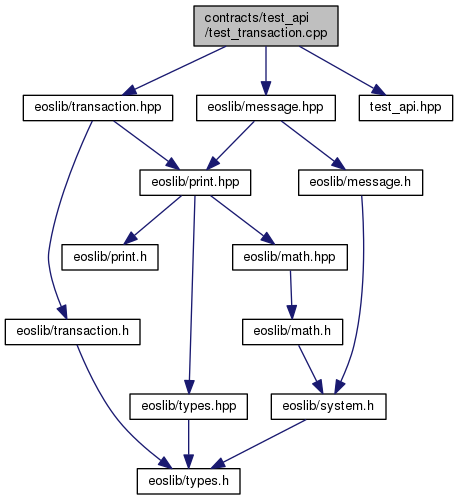 contracts/test_api
/test_transaction.cpp
eoslib/transaction.hpp
eoslib/message.hpp
test_api.hpp
eoslib/print.hpp
eoslib/message.h
eoslib/print.h
eoslib/math.hpp
eoslib/transaction.h
eoslib/math.h
eoslib/types.hpp
eoslib/system.h
eoslib/types.h